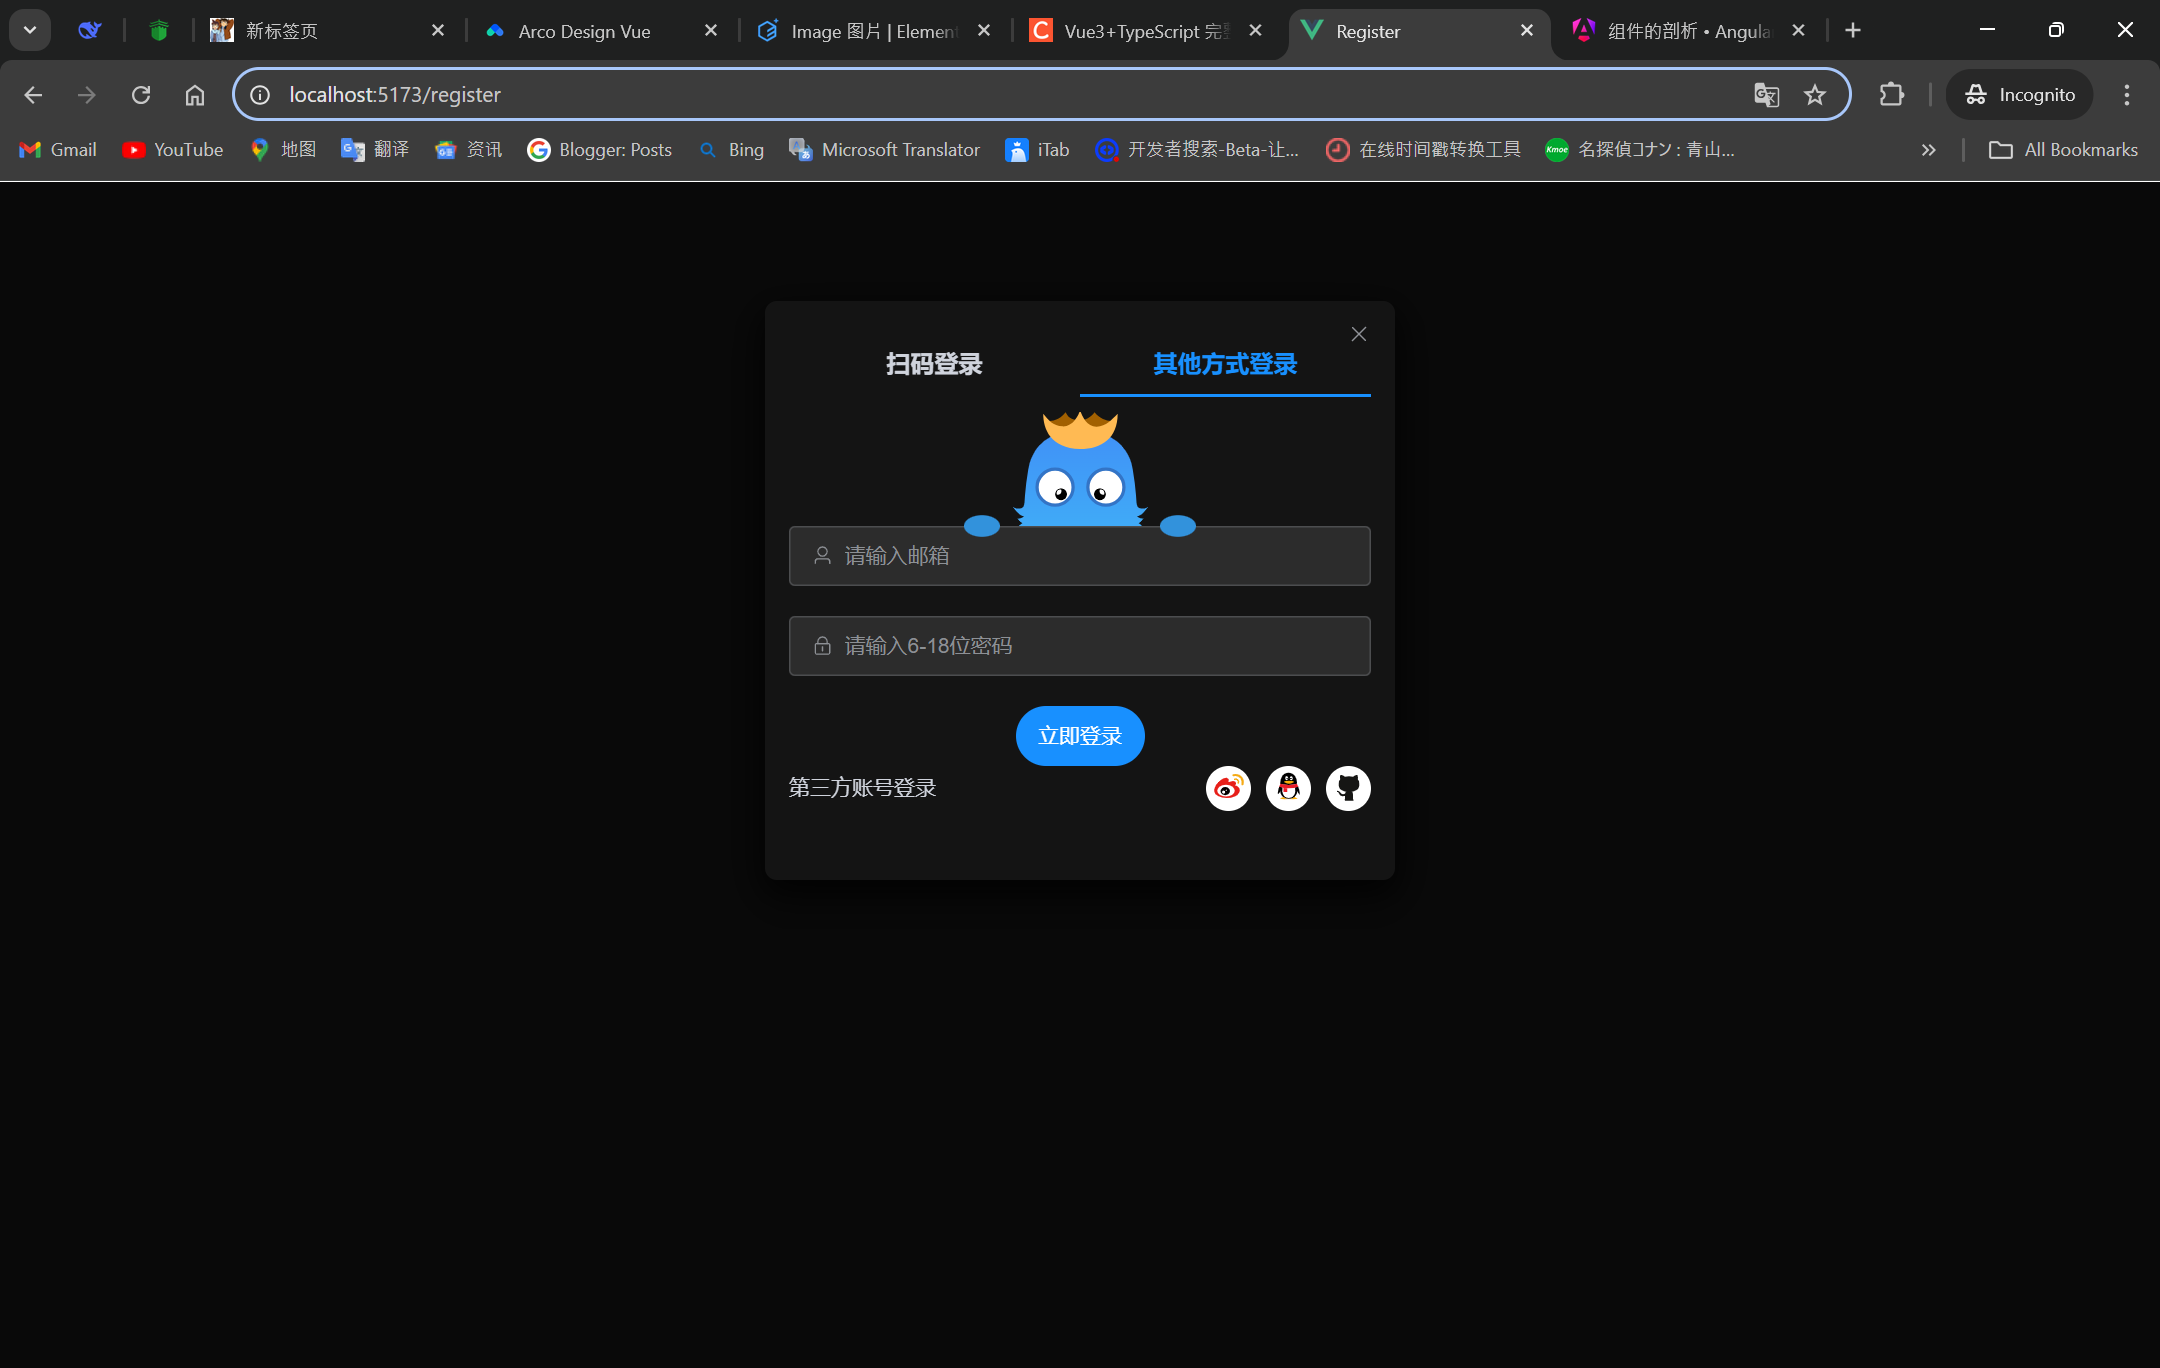 新标签页
Arco Design Vue
Image 图片 | Element
Vue3+TypeScript 完
Register
组件的剖析 • Angula
localhost:5173/register
Incognito
Gmail
YouTube
地图
翻译
资讯
Blogger: Posts
Bing
Microsoft Translator
iTab
开发者搜索-Beta-让...
在线时间戳转换工具
Kmoe
名探偵コナン : 青山...
All Bookmarks
扫码登录
其他方式登录
请输入邮箱
请输入6-18位密码
立即登录
第三方账号登录